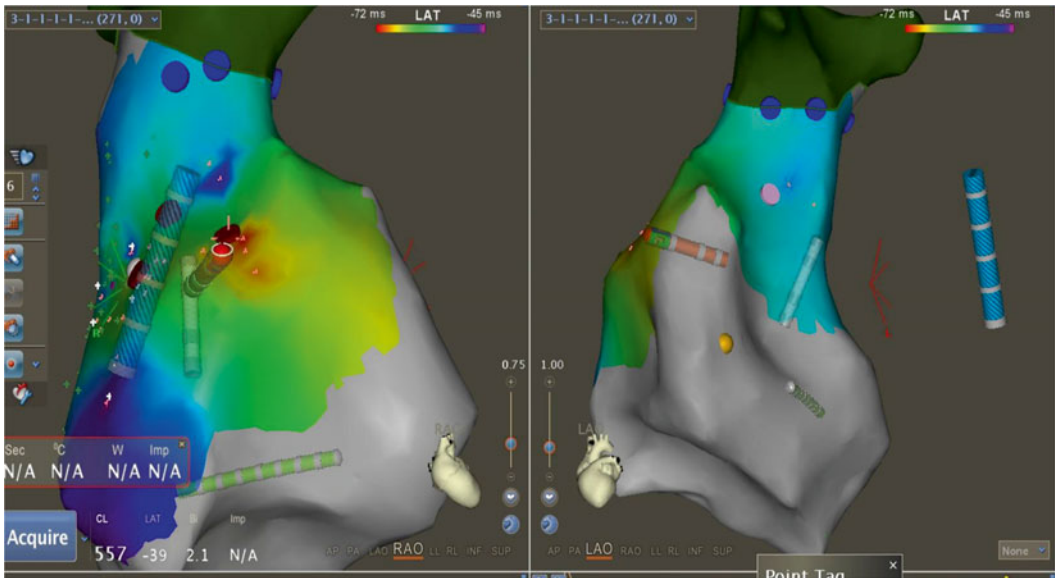 3-1-1-1-1-... (271, 0)
-72 ms LAT -45 ms
3-1-1-1-1-... (271, 0)
-72 ms LAT -45 ms
6
0.75
1.00
RAO
LAO
Sec °C W Imp
N/A N/A N/A N/A
Acquire
CL LAT Bi Imp
557 -39 2.1 N/A
AP PA LAO RAO LL RL INF SUP
AP PA LAO RAO LL RL INF SUP
None
Point Tag